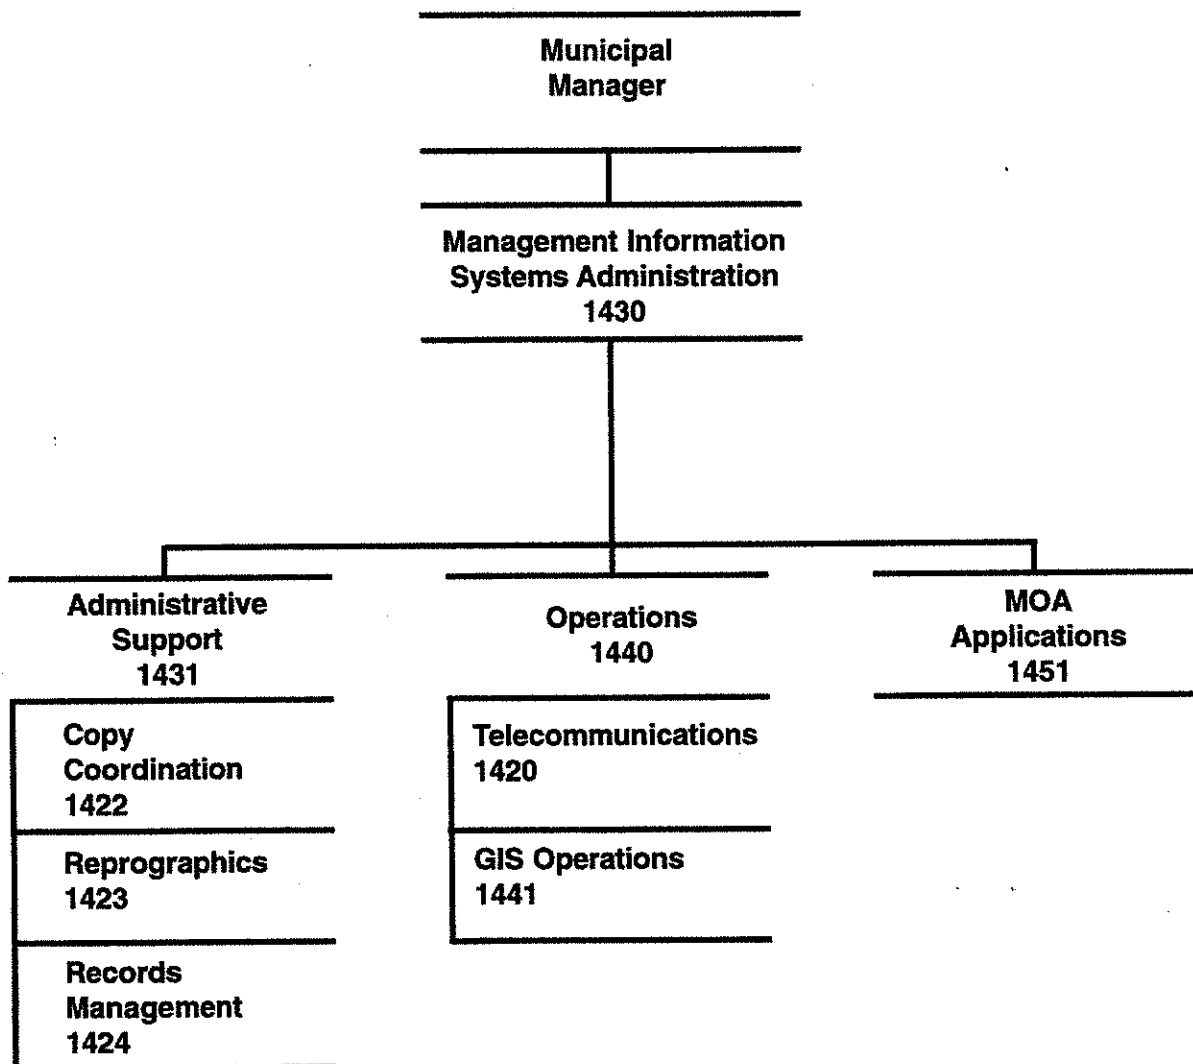 Municipal
Manager
Management Information
Systems Administration
1430
Administrative
Support
1431
Operations
1440
MOA
Applications
1451
Copy
Coordination
1422
Telecommunications
1420
Reprographics
1423
GIS Operations
1441
Records
Management
1424